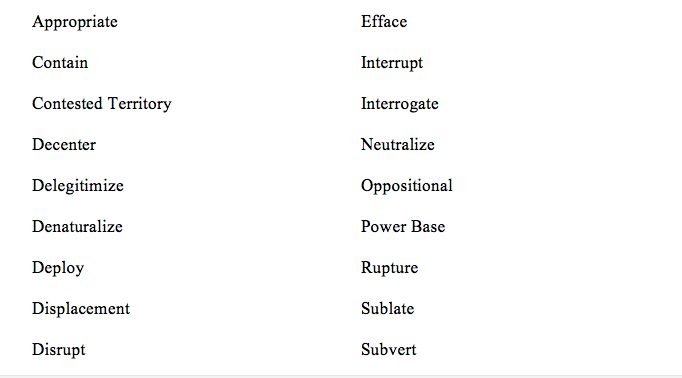 Appropriate
Contain
Contested Territory
Decenter
Delegitimize
Denaturalize
Deploy
Displacement
Disrupt
Efface
Interrupt
Interrogate
Neutralize
Oppositional
Power Base
Rupture
Sublate
Subvert